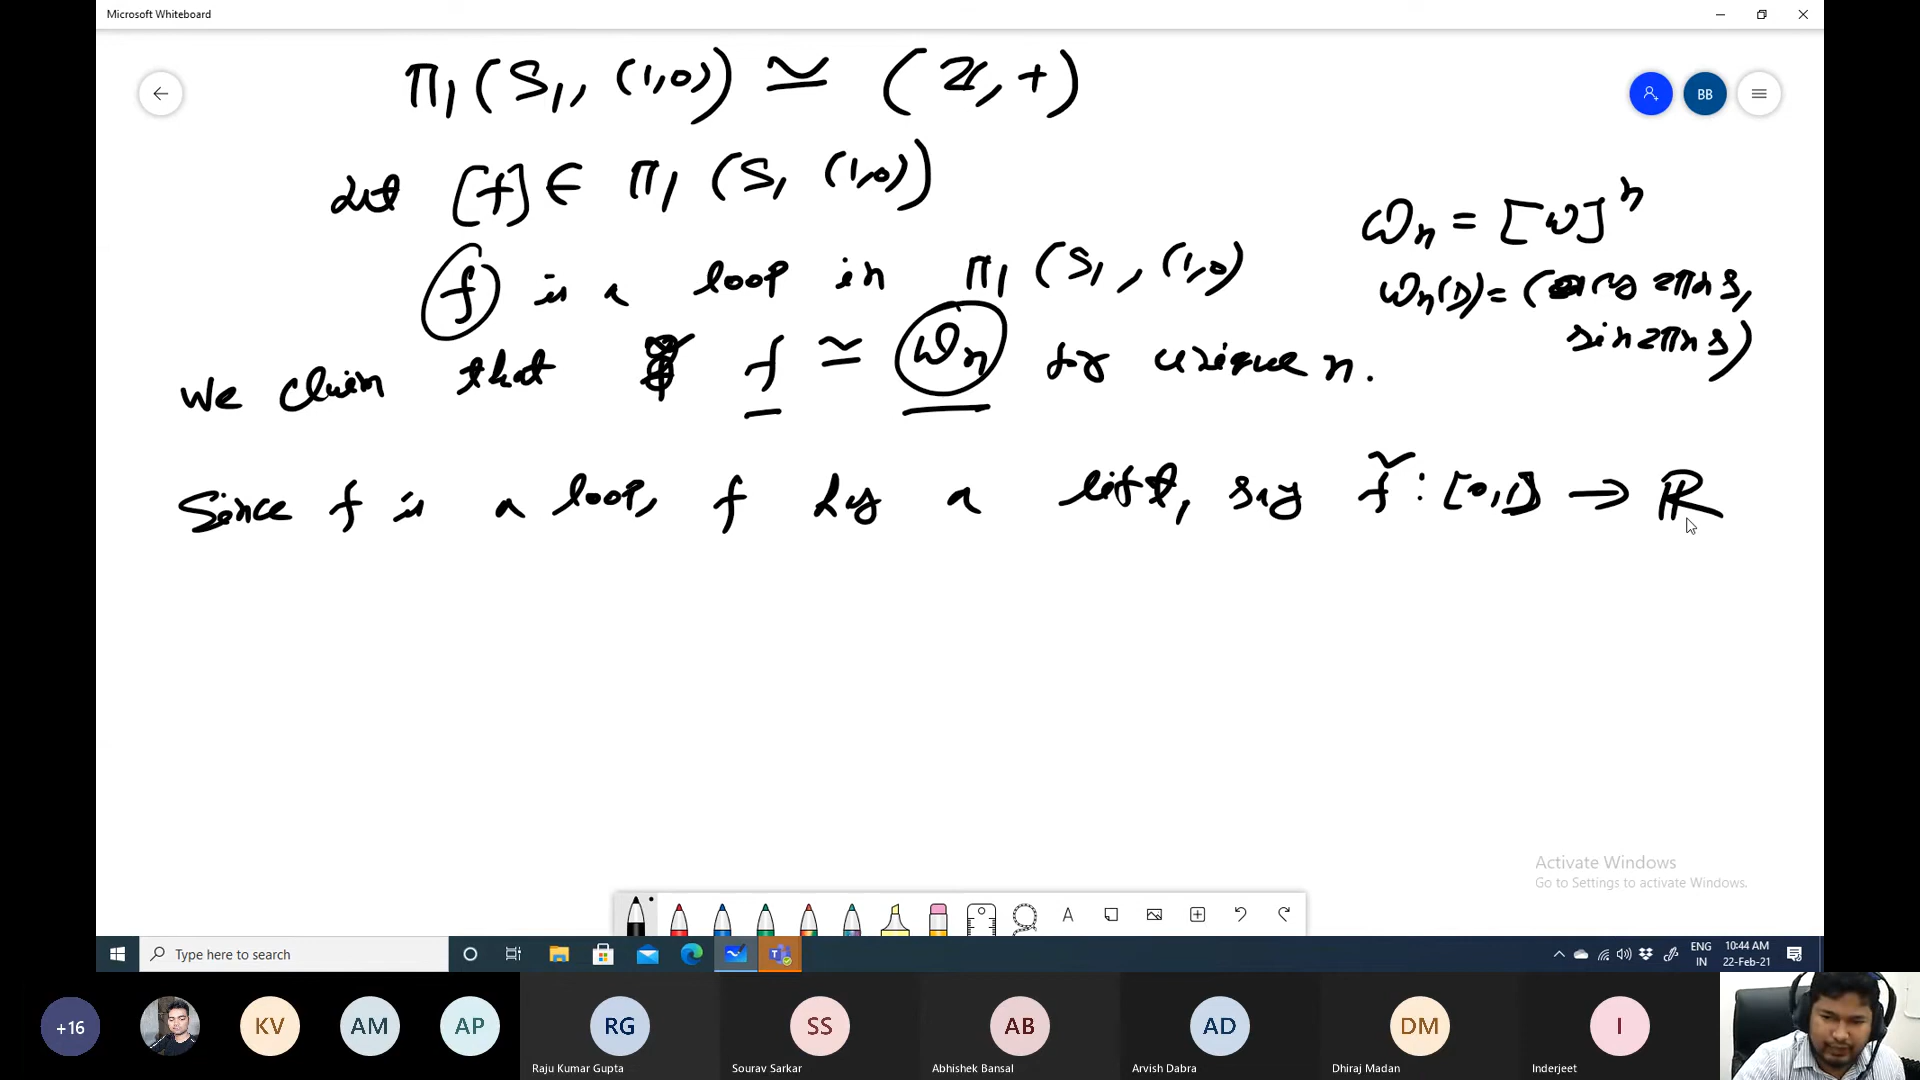 Microsoft Whiteboard
π₁ (S₁, (1,0)) ≃ (ℤ, +)
BB
Let [f] ∈ π₁ (S, (1,0))
ωₙ = [ω]ⁿ
f is a loop in π₁ (S₁, (1,0)
ωₙ(s) = (cos 2πns,
sin 2πns)
We claim that f ≃ ωₙ for unique n.
Since f is a loop, f has a lift, say f̃ : [0,1] → ℝ
Activate Windows
Go to Settings to activate Windows.
A
Type here to search
ENG
IN
10:44 AM
22-Feb-21
+16
KV
AM
AP
RG
SS
AB
AD
DM
I
Raju Kumar Gupta
Sourav Sarkar
Abhishek Bansal
Arvish Dabra
Dhiraj Madan
Inderjeet